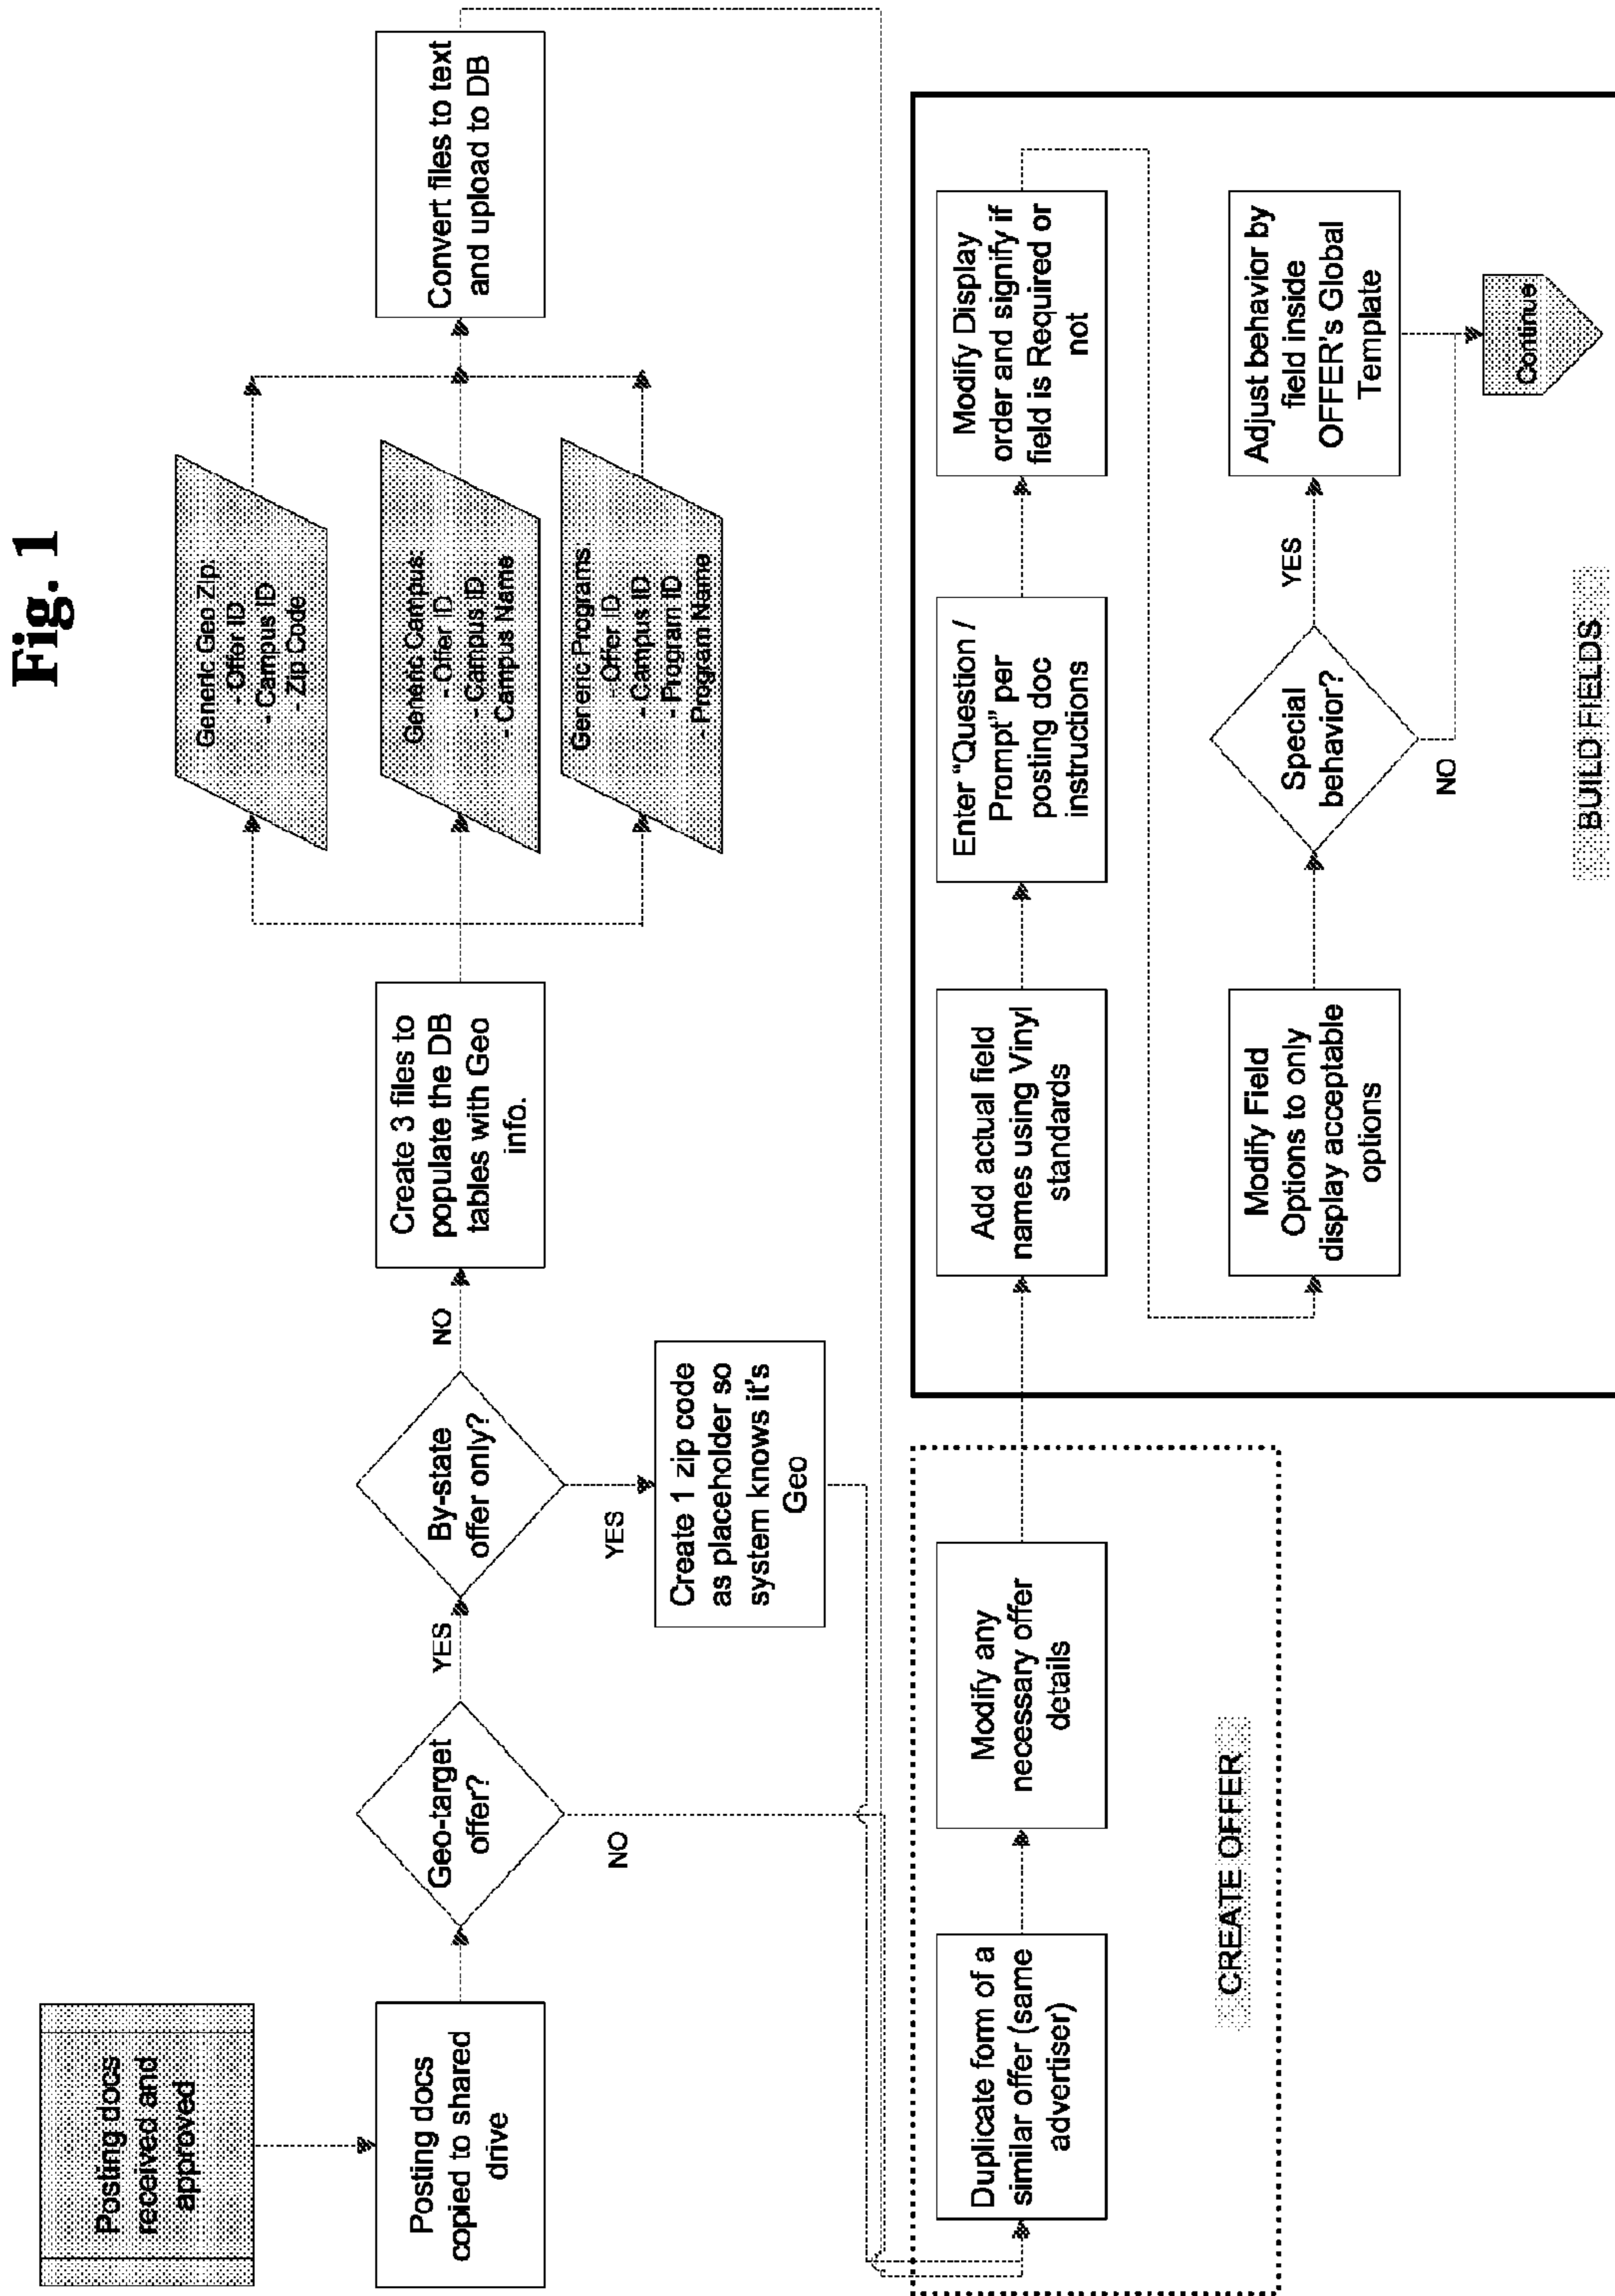 Fig. 1
Posting docs
received and
approved
Posting docs
copied to shared
drive
Geo-target
offer?
YES
NO
By-state
offer only?
NO
YES
Create 1 zip code
as placeholder so
system knows it's
Geo
Create 3 files to
populate the DB
tables with Geo
info.
Generic Geo Zip:
- Offer ID
- Campus ID
- Zip Code
Generic Campus:
- Offer ID
- Campus ID
- Campus Name
Generic Programs:
- Offer ID
- Campus ID
- Program ID
- Program Name
Convert files to text
and upload to DB
Duplicate form of a
similar offer (same
advertiser)
Modify any
necessary offer
details
CREATE OFFER
Add actual field
names using Vinyl
standards
Enter "Question /
Prompt" per
posting doc
instructions
Modify Display
order and signify if
field is Required or
not
Modify Field
Options to only
display acceptable
options
Special
behavior?
YES
NO
Adjust behavior by
field inside
OFFER's Global
Template
Continue
BUILD FIELDS